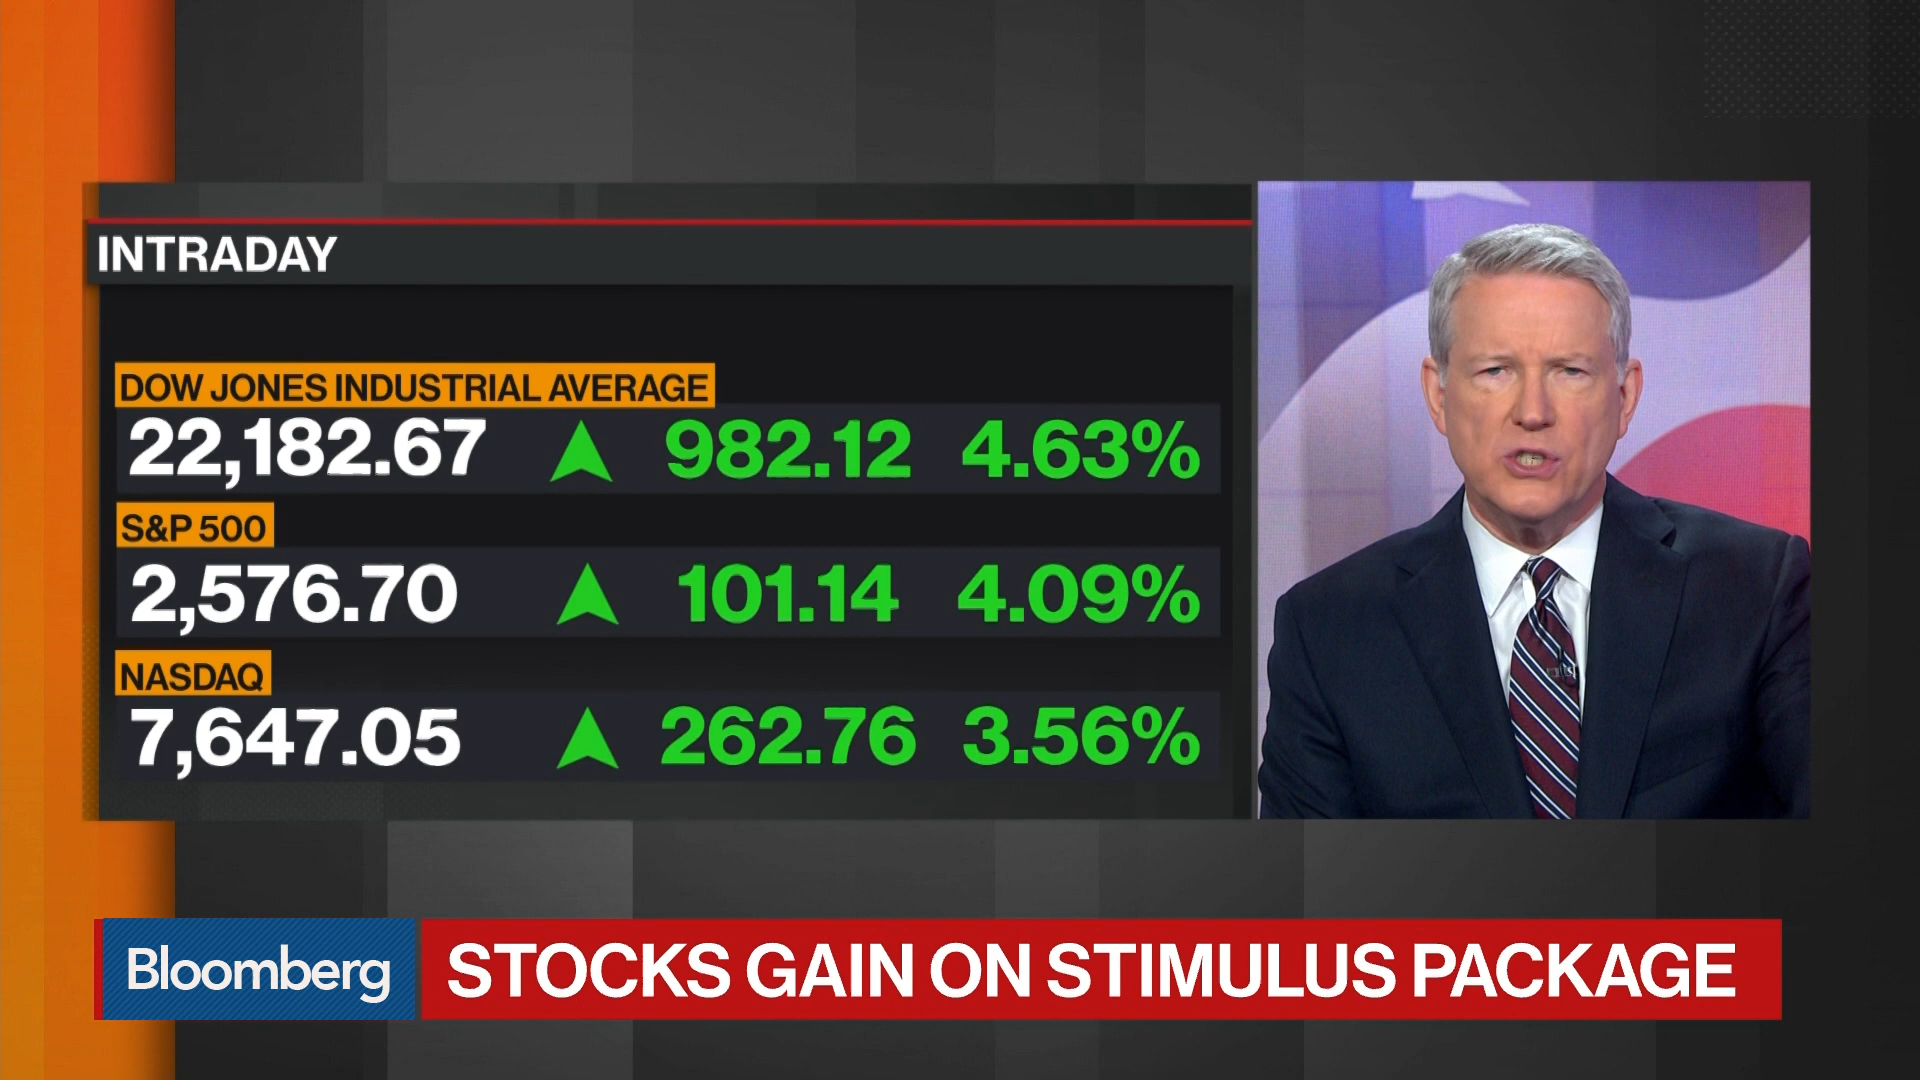 INTRADAY
DOW JONES INDUSTRIAL AVERAGE
22,182.67 ▲ 982.12 4.63%
S&P 500
2,576.70 ▲ 101.14 4.09%
NASDAQ
7,647.05 ▲ 262.76 3.56%
Bloomberg STOCKS GAIN ON STIMULUS PACKAGE